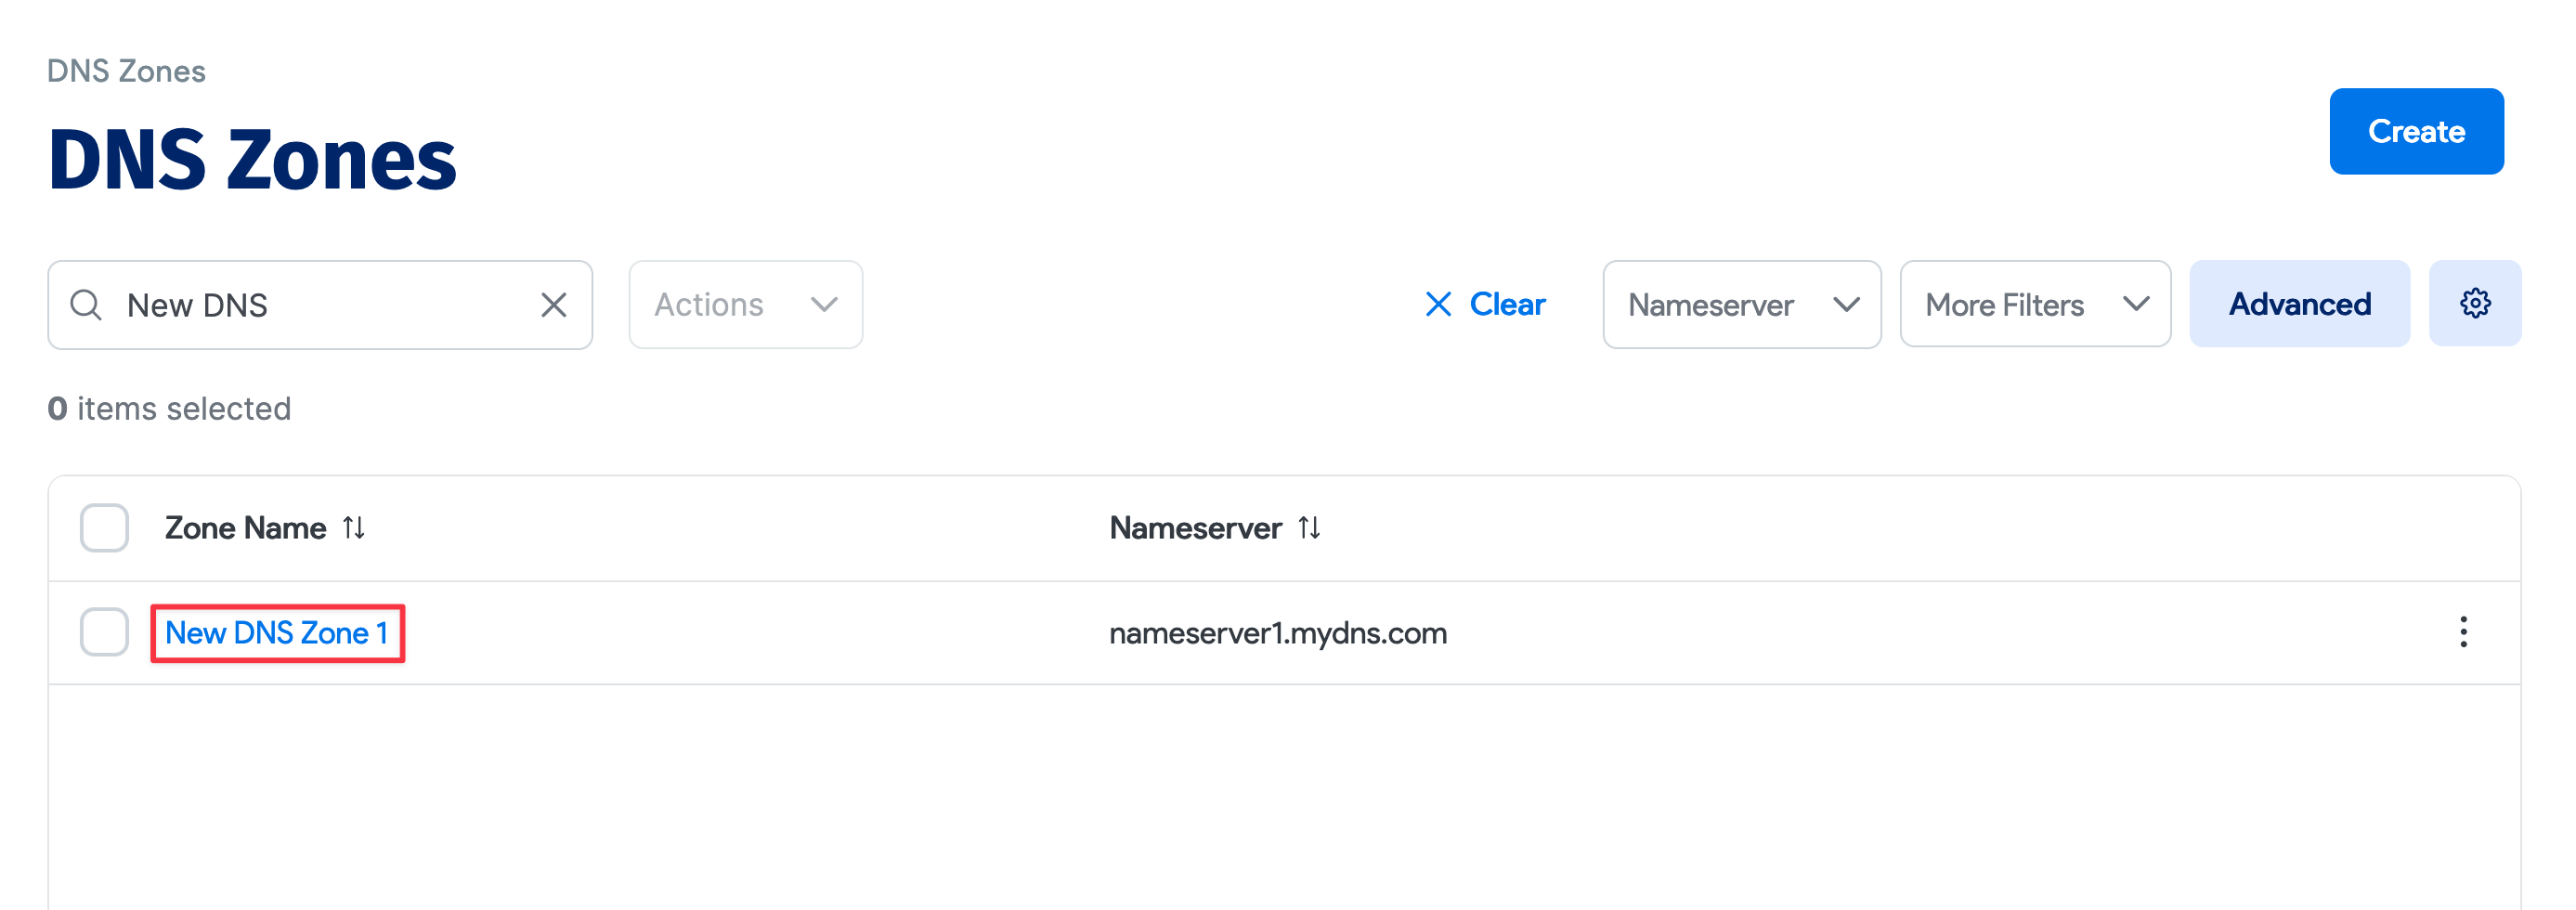 DNS Zones
DNS Zones
Create
New DNS
Actions
Clear
Nameserver
More Filters
Advanced
0 items selected
Zone Name
Nameserver
New DNS Zone 1
nameserver1.mydns.com